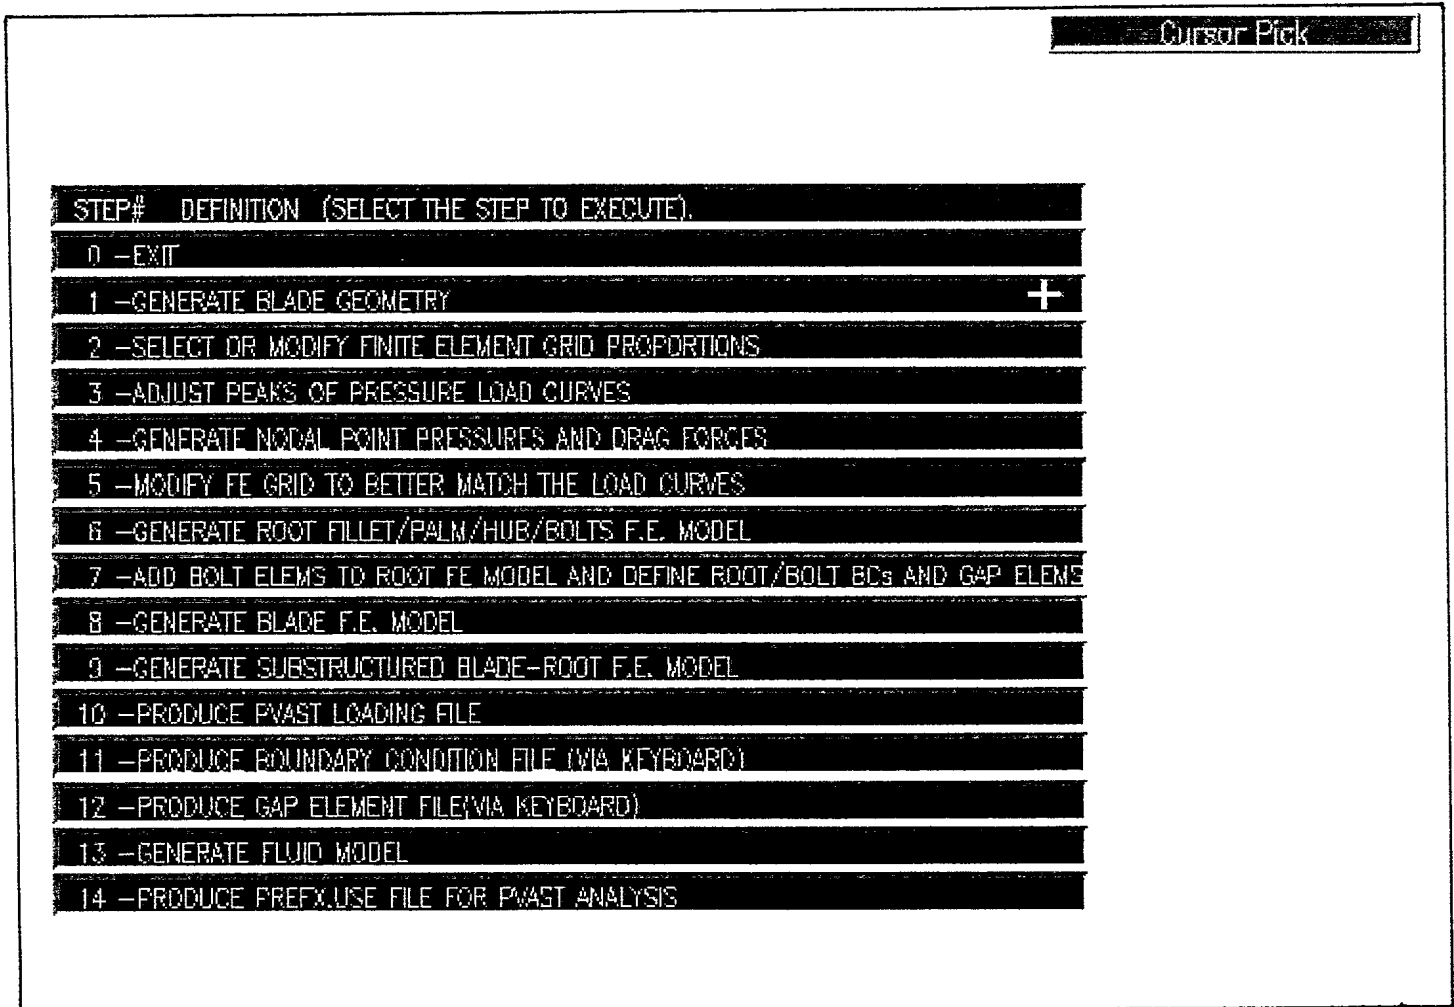 Cursor Pick
STEP# DEFINITION (SELECT THE STEP TO EXECUTE).
0 -EXIT
1 -GENERATE BLADE GEOMETRY
2 -SELECT OR MODIFY FINITE ELEMENT GRID PROPORTIONS
3 -ADJUST PEAKS OF PRESSURE LOAD CURVES
4 -GENERATE NODAL POINT PRESSURES AND DRAG FORCES
5 -MODIFY FE GRID TO BETTER MATCH THE LOAD CURVES
6 -GENERATE ROOT FILLET/PALM/HUB/BOLTS F.E. MODEL
7 -ADD BOLT ELEMS TO ROOT FE MODEL AND DEFINE ROOT/BOLT BCs AND GAP ELEMS
8 -GENERATE BLADE F.E. MODEL
9 -GENERATE SUBSTRUCTURED BLADE-ROOT F.E. MODEL
10 -PRODUCE PVAST LOADING FILE
11 -PRODUCE BOUNDARY CONDITION FILE (VIA KEYBOARD)
12 -PRODUCE GAP ELEMENT FILE(VIA KEYBOARD)
13 -GENERATE FLUID MODEL
14 -PRODUCE PREFX.USE FILE FOR PVAST ANALYSIS